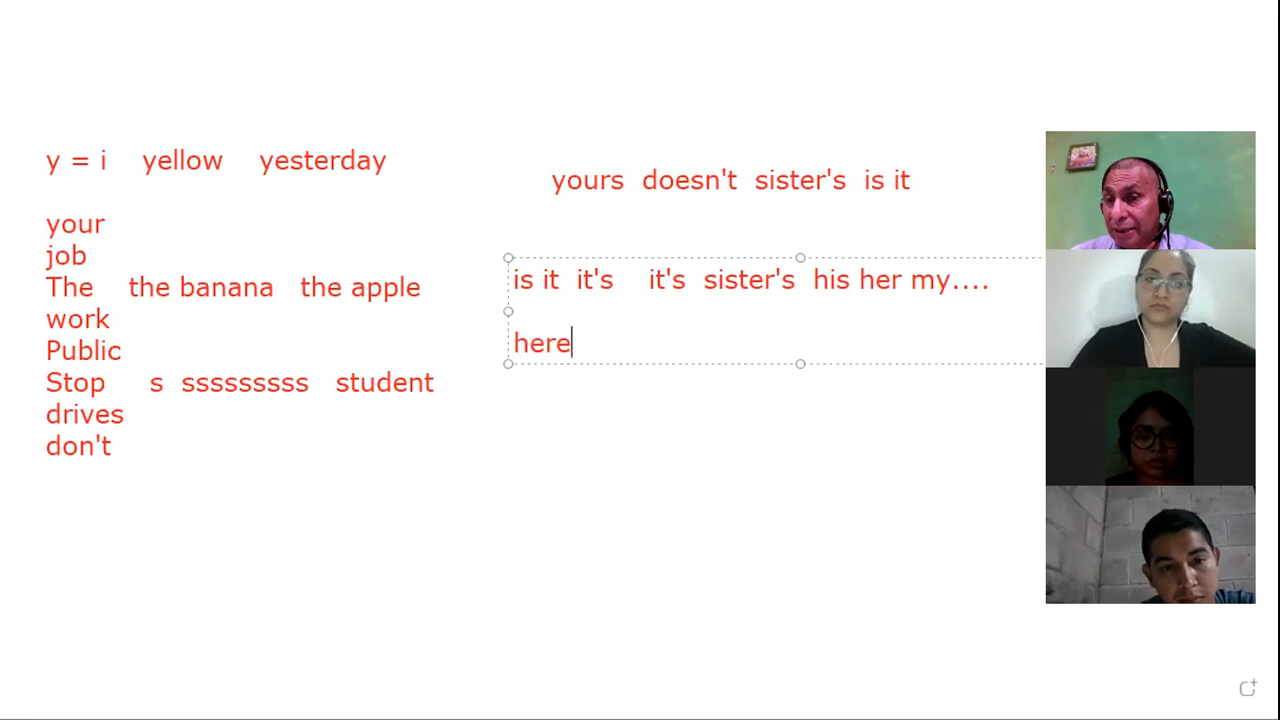 y = i yellow yesterday
your
job
The the banana the apple
work
Public
Stop s sssssssss student
drives
don't
yours doesn't sister's is it
is it it's it's sister's his her my....
here